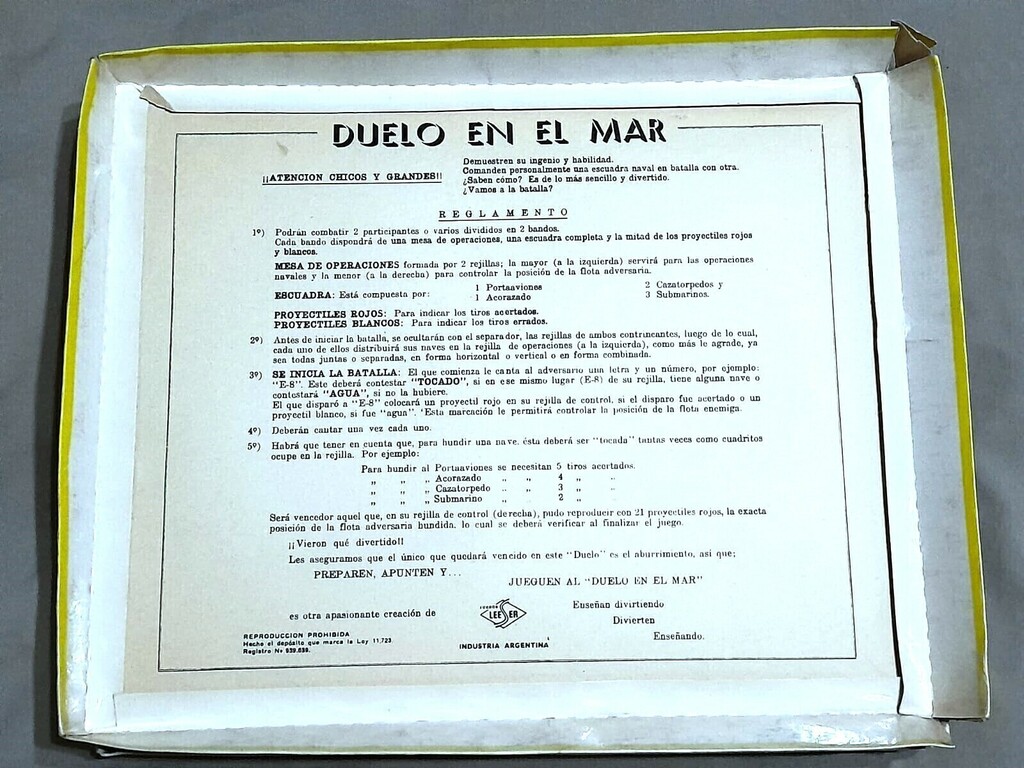 DUELO EN EL MAR
¡¡ATENCION CHICOS Y GRANDES!!
Demuestren su ingenio y habilidad.
Comanden personalmente una escuadra naval en batalla con otra.
¿Saben cómo? Es de lo más sencillo y divertido.
¿Vamos a la batalla?
REGLAMENTO
1º) Podrán combatir 2 participantes o varios divididos en 2 bandos.
Cada bando dispondrá de una mesa de operaciones, una escuadra completa y la mitad de los proyectiles rojos
y blancos.
MESA DE OPERACIONES formada por 2 rejillas; la mayor (a la izquierda) servirá para las operaciones
navales y la menor (a la derecha) para controlar la posición de la flota adversaria.
ESCUADRA: Está compuesta por: 1 Portaaviones 2 Cazatorpedos y
1 Acorazado 3 Submarinos.
PROYECTILES ROJOS: Para indicar los tiros acertados.
PROYECTILES BLANCOS: Para indicar los tiros errados.
2º) Antes de iniciar la batalla, se ocultarán con el separador, las rejillas de ambos contrincantes, luego de lo cual,
cada uno de ellos distribuirá sus naves en la rejilla de operaciones (a la izquierda), como más le agrade, ya
sea todas juntas o separadas, en forma horizontal o vertical o en forma combinada.
3º) SE INICIA LA BATALLA: El que comienza le canta al adversario una letra y un número, por ejemplo:
"E-8". Este deberá contestar "TOCADO", si en ese mismo lugar (E-8) de su rejilla, tiene alguna nave o
contestará "AGUA", si no la hubiere.
El que disparó a "E-8" colocará un proyectil rojo en su rejilla de control, si el disparo fue acertado o un
proyectil blanco, si fue "agua". Esta marcación le permitirá controlar la posición de la flota enemiga.
4º) Deberán cantar una vez cada uno.
5º) Habrá que tener en cuenta que, para hundir una nave, ésta deberá ser "tocada" tantas veces como cuadritos
ocupe en la rejilla. Por ejemplo:
Para hundir al Portaaviones se necesitan 5 tiros acertados.
„ „ „ Acorazado „ „ 4 „ „
„ „ „ Cazatorpedo „ „ 3 „ „
„ „ „ Submarino „ „ 2 „ „
Será vencedor aquel que, en su rejilla de control (derecha), pudo reproducir con 21 proyectiles rojos, la exacta
posición de la flota adversaria hundida, lo cual se deberá verificar al finalizar el juego.
¡¡Vieron qué divertido!!
Les aseguramos que el único que quedará vencido en este "Duelo" es el aburrimiento, así que:
PREPAREN, APUNTEN Y...
JUEGUEN AL "DUELO EN EL MAR"
es otra apasionante creación de
LEESER
INDUSTRIA ARGENTINA
Enseñan divirtiendo
Divierten
Enseñando.
REPRODUCCION PROHIBIDA
Hecho el depósito que marca la Ley 11.723
Registro Nº 939.639.